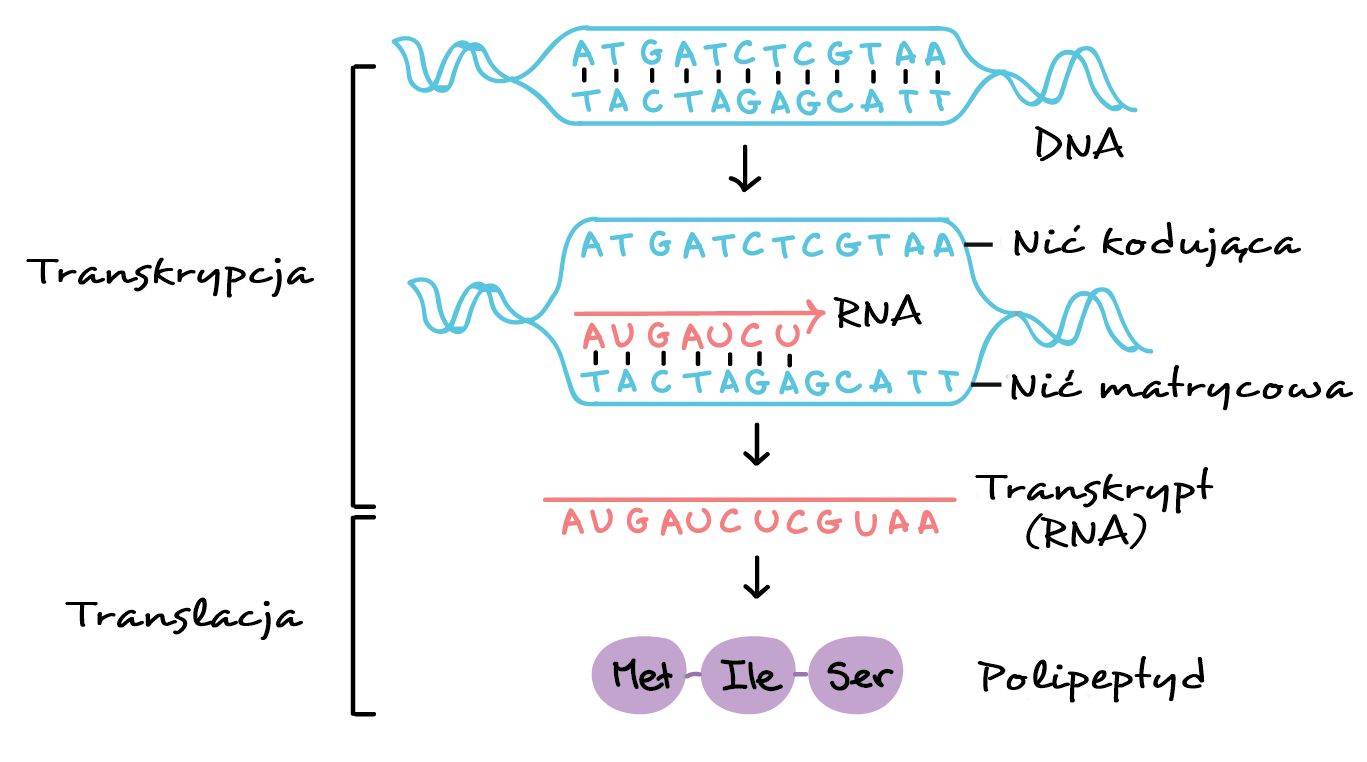 ATGATCTCGTAA
TACTAGAGCATT
DNA
Transkrypcja
ATGATCTCGTAA
Nić kodująca
RNA
AUGAUCU
TACTAGAGCATT
Nić matrycowa
Transkrypt
(RNA)
AUGAUCUCGUAA
Translacja
Met Ile Ser
Polipeptyd